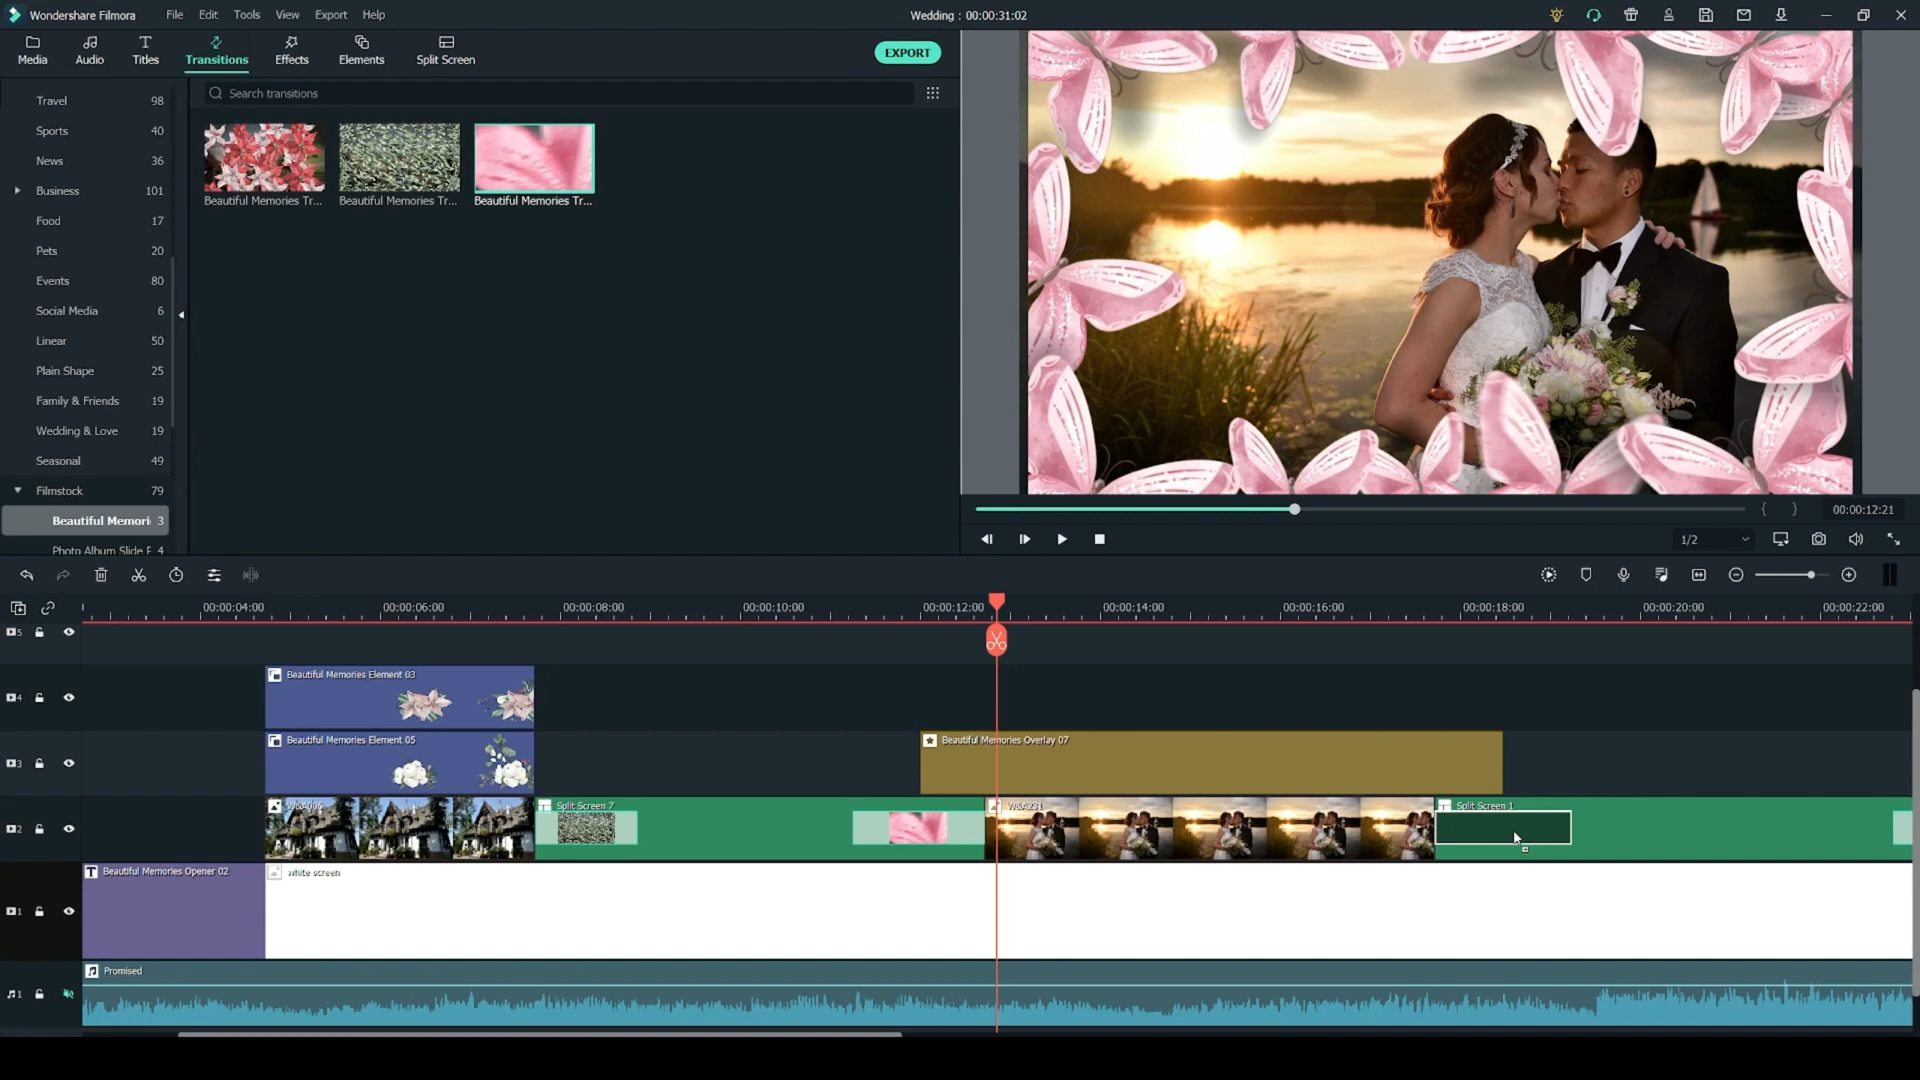 Wondershare Filmora File Edit Tools View Export Help Wedding : 00:00:31:02
Media Audio Titles Transitions Effects Elements Split Screen EXPORT
Search transitions
Travel 98
Sports 40
News 36
Business 101
Food 17
Pets 20
Events 80
Social Media 6
Linear 50
Plain Shape 25
Family & Friends 19
Wedding & Love 19
Seasonal 49
Filmstock 79
Beautiful Memori 3
Photo Album Slide F 4
Beautiful Memories Tr... Beautiful Memories Tr... Beautiful Memories Tr...
{ } 00:00:12:21
1/2
00:00:04:00 00:00:06:00 00:00:08:00 00:00:10:00 00:00:12:00 00:00:14:00 00:00:16:00 00:00:18:00 00:00:20:00 00:00:22:00
5
4 Beautiful Memories Element 03
3 Beautiful Memories Element 05 Beautiful Memories Overlay 07
2 Split Screen 7 Split Screen 1
1 Beautiful Memories Opener 02 white screen
1 Promised